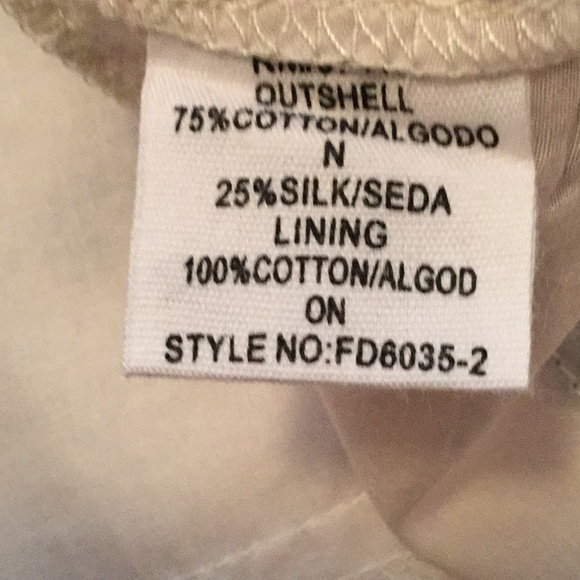 OUTSHELL
75%COTTON/ALGODO
N
25%SILK/SEDA
LINING
100%COTTON/ALGOD
ON
STYLE NO:FD6035-2